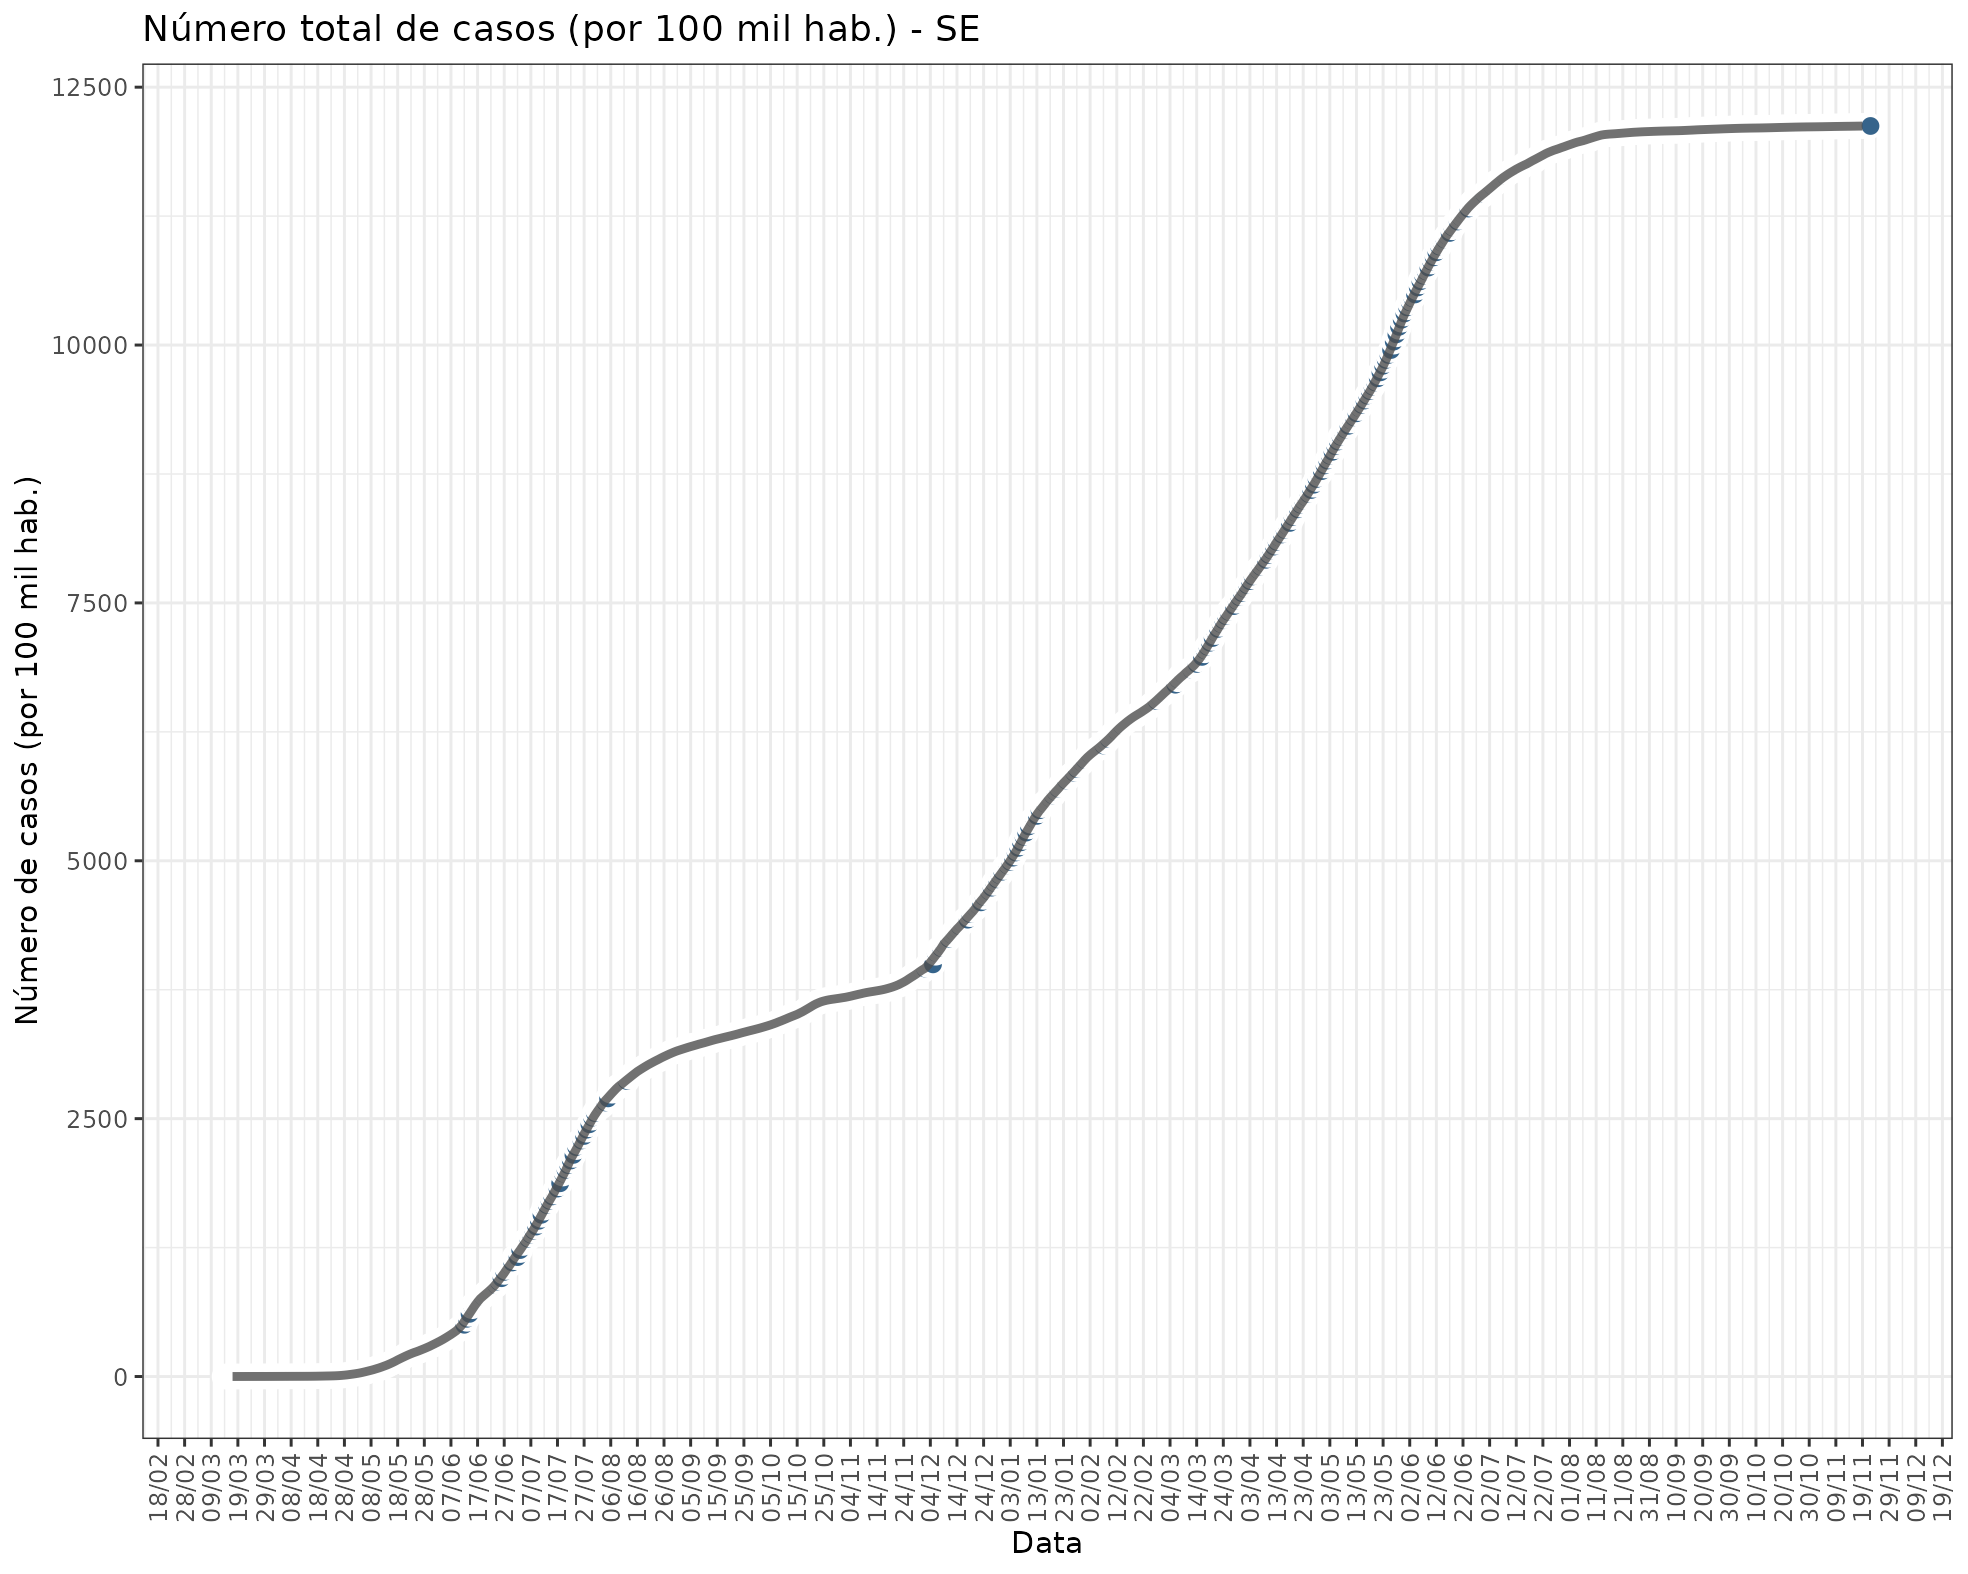 Número total de casos (por 100 mil hab.) - SE
12500
10000
7500
5000
2500
0
Número de casos (por 100 mil hab.)
18/02 28/02 09/03 19/03 29/03 08/04 18/04 28/04 08/05 18/05 28/05 07/06 17/06 27/06 07/07 17/07 27/07 06/08 16/08 26/08 05/09 15/09 25/09 05/10 15/10 25/10 04/11 14/11 24/11 04/12 14/12 24/12 03/01 13/01 23/01 02/02 12/02 22/02 04/03 14/03 24/03 03/04 13/04 23/04 03/05 13/05 23/05 02/06 12/06 22/06 02/07 12/07 22/07 01/08 11/08 21/08 31/08 10/09 20/09 30/09 10/10 20/10 30/10 09/11 19/11 29/11 09/12 19/12
Data